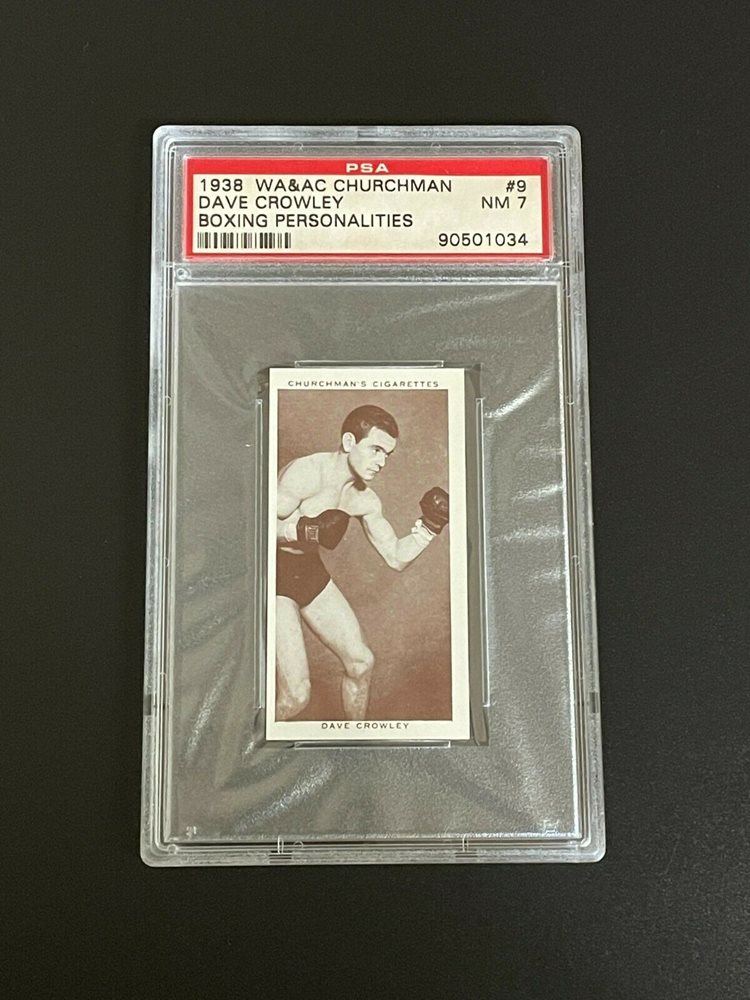 PSA
1938 WA&AC CHURCHMAN #9
DAVE CROWLEY NM 7
BOXING PERSONALITIES
90501034
CHURCHMAN'S CIGARETTES
DAVE CROWLEY